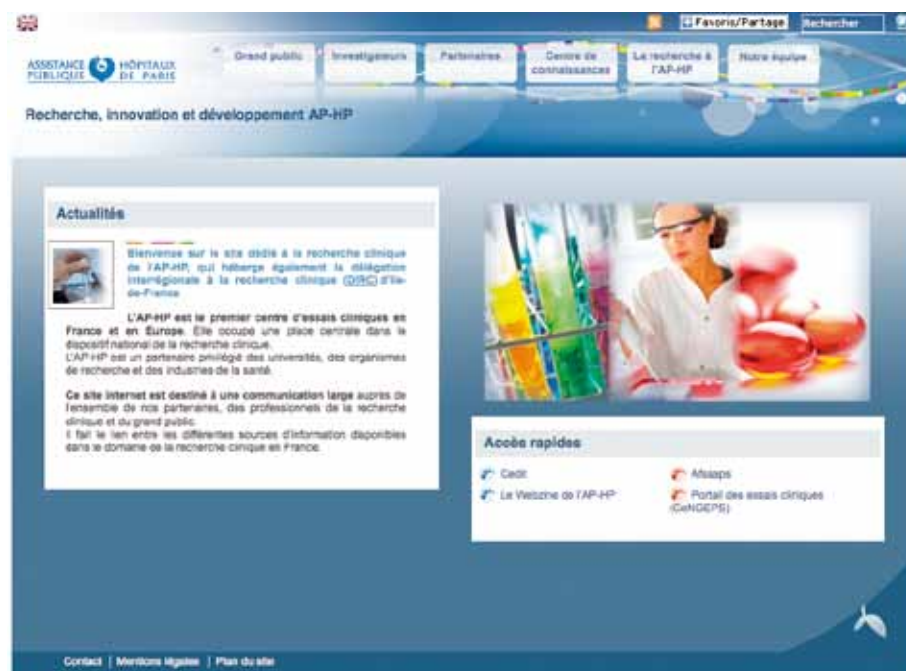 Favoris/Partage
Rechercher
ASSISTANCE HÔPITAUX
PUBLIQUE DE PARIS
Grand public
Investigateurs
Partenaires
Centre de
connaissances
La recherche à
l'AP-HP
Notre équipe
Recherche, innovation et développement AP-HP
Actualités
Bienvenue sur le site dédié à la recherche clinique
de l'AP-HP, qui héberge également la délégation
interrégionale à la recherche clinique (DIRC) d'Ile-
de-France
L'AP-HP est le premier centre d'essais cliniques en
France et en Europe. Elle occupe une place centrale dans le
dispositif national de la recherche clinique.
L'AP-HP est un partenaire privilégié des universités, des organismes
de recherche et des industries de la santé.
Ce site internet est destiné à une communication large auprès de
l'ensemble de nos partenaires, des professionnels de la recherche
clinique et du grand public.
Il fait le lien entre les différentes sources d'information disponibles
dans le domaine de la recherche clinique en France.
Accès rapides
Cedit
Afssaps
Le Webzine de l'AP-HP
Portail des essais cliniques
(CeNGEPS)
Contact | Mentions légales | Plan du site